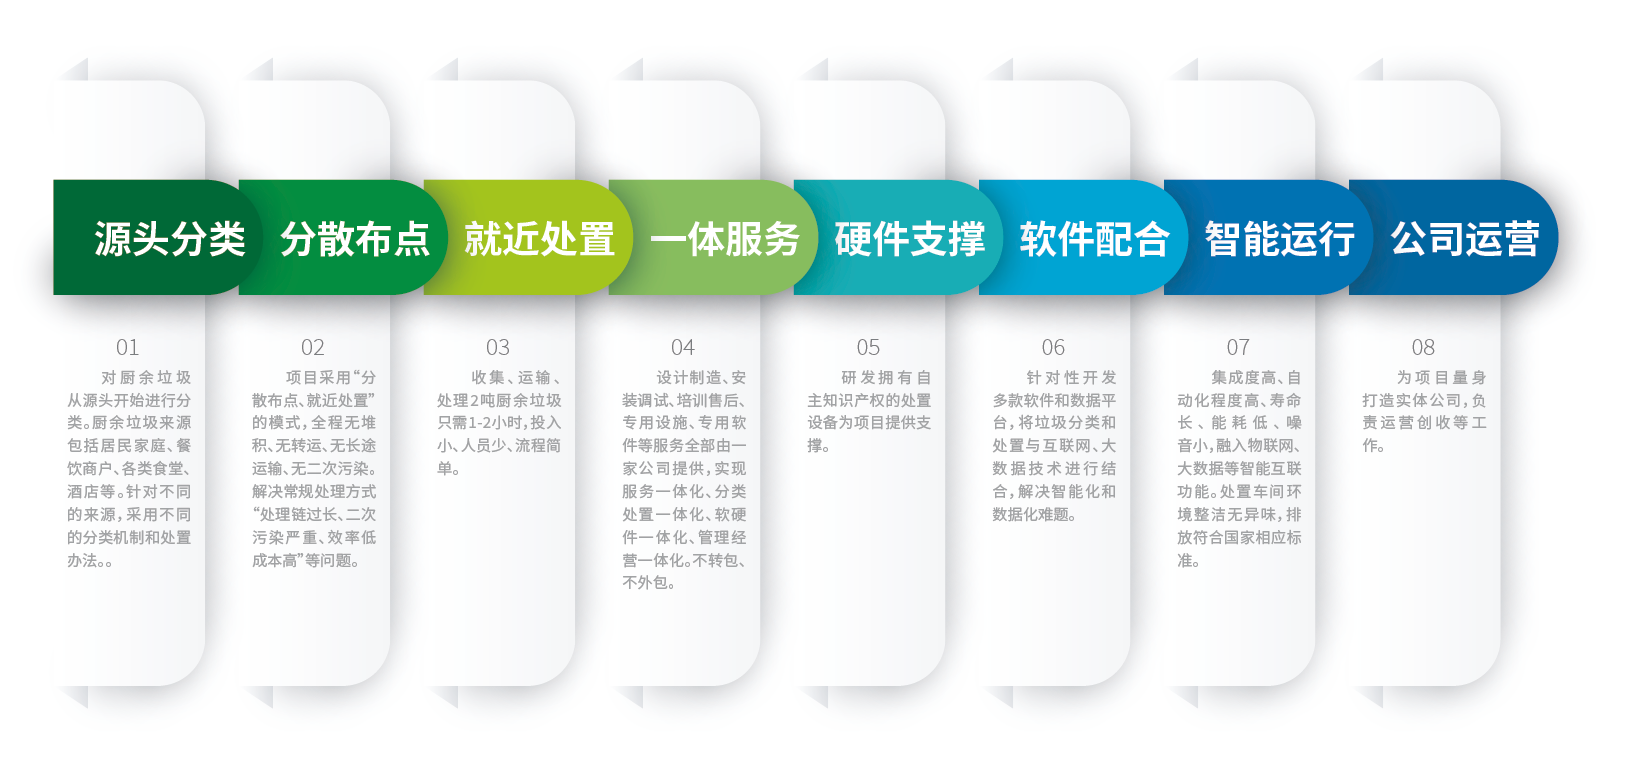 源头分类
分散布点
就近处置
一体服务
硬件支撑
软件配合
智能运行
公司运营
01
对厨余垃圾
从源头开始进行分
类。厨余垃圾来源
包括居民家庭、餐
饮商户、各类食堂、
酒店等。针对不同
的来源，采用不同
的分类机制和处置
办法。。
02
项目采用“分
散布点、就近处置”
的模式，全程无堆
积、无转运、无长途
运输、无二次污染。
解决常规处理方式
“处理链过长、二次
污染严重、效率低
成本高”等问题。
03
收集、运输、
处理2吨厨余垃圾
只需1-2小时，投入
小、人员少、流程简
单。
04
设计制造、安
装调试、培训售后、
专用设施、专用软
件等服务全部由一
家公司提供，实现
服务一体化、分类
处置一体化、软硬
件一体化、管理经
营一体化。不转包、
不外包。
05
研发拥有自
主知识产权的处置
设备为项目提供支
撑。
06
针对性开发
多款软件和数据平
台，将垃圾分类和
处置与互联网、大
数据技术进行结
合，解决智能化和
数据化难题。
07
集成度高、自
动化程度高、寿命
长、能耗低、噪
音小，融入物联网、
大数据等智能互联
功能。处置车间环
境整洁无异味，排
放符合国家相应标
准。
08
为项目量身
打造实体公司，负
责运营创收等工
作。